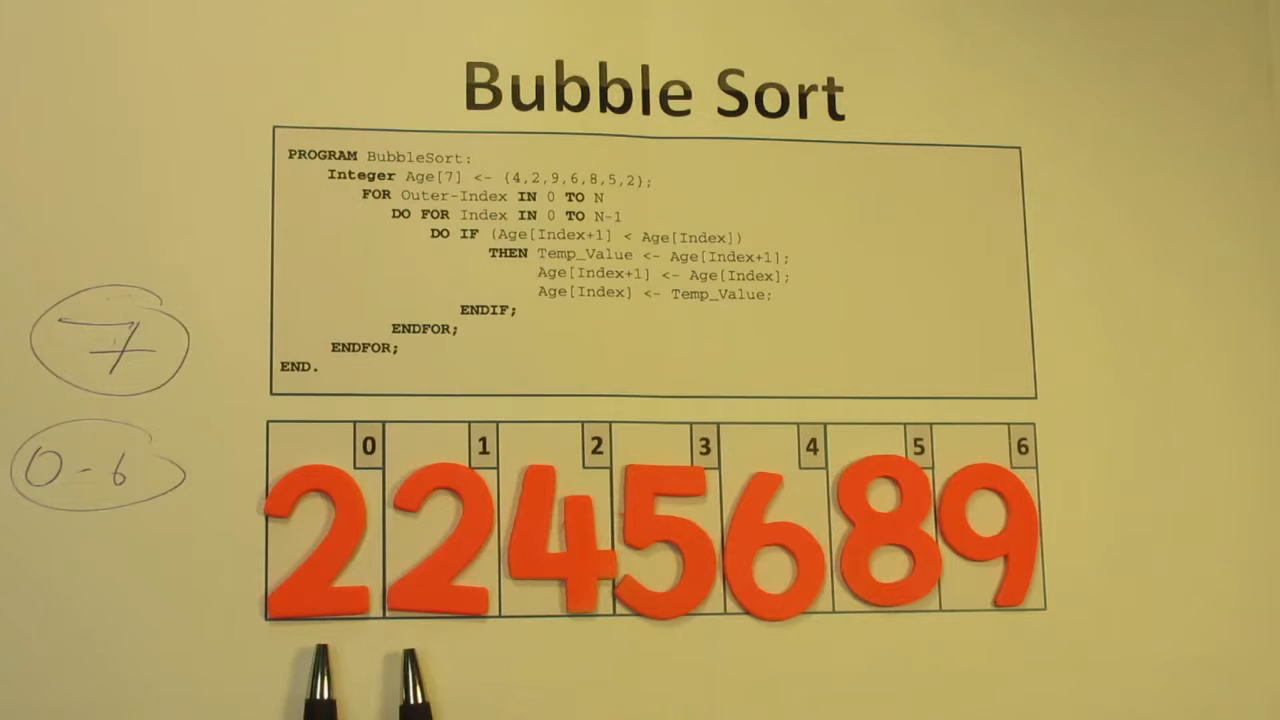 Bubble Sort
PROGRAM BubbleSort:
Integer Age[7] <- {4,2,9,6,8,5,2};
FOR Outer-Index IN 0 TO N
DO FOR Index IN 0 TO N-1
DO IF (Age[Index+1] < Age[Index])
THEN Temp_Value <- Age[Index+1];
Age[Index+1] <- Age[Index];
Age[Index] <- Temp_Value;
ENDIF;
ENDFOR;
ENDFOR;
END.
7
0-6
0 1 2 3 4 5 6
2 2 4 5 6 8 9